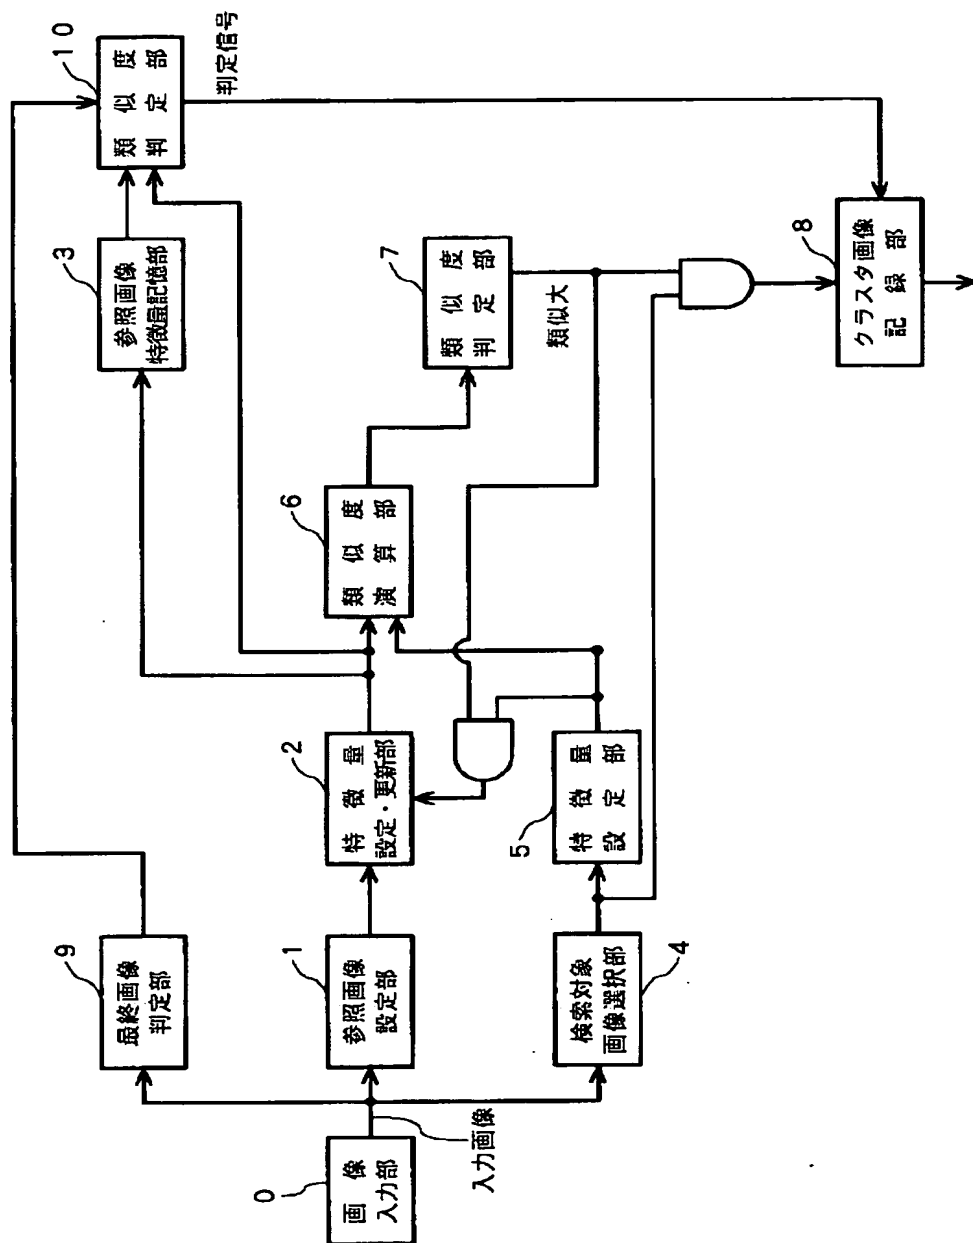 0
画像
入力部
入力画像
9
最終画像
判定部
1
参照画像
設定部
検索対象
画像選択部
4
2
特徴量
設定・更新部
5
特徴量
設定部
6
類似度
演算部
3
参照画像
特徴量記憶部
7
類似度
判定部
類似大
10
類似度
判定部
判定信号
8
クラスタ画像
記録部